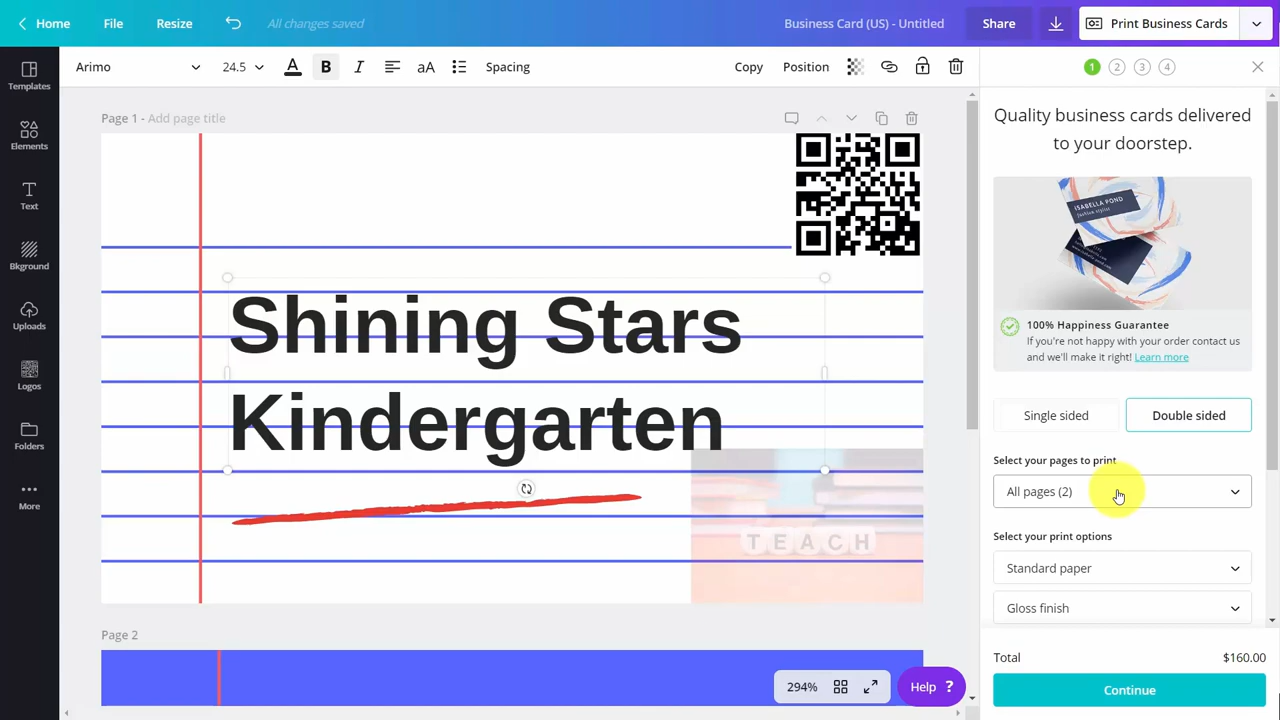 Home File Resize All changes saved Business Card (US) - Untitled Share Print Business Cards
Arimo 24.5 B I aA Spacing Copy Position
1 2 3 4
Templates
Elements
Text
Bkground
Uploads
Logos
Folders
More
Page 1 - Add page title
Shining Stars
Kindergarten
TEACH
Page 2
294%
Help ?
Quality business cards delivered
to your doorstep.
ISABELLA POND
fashion stylist
100% Happiness Guarantee
If you're not happy with your order contact us
and we'll make it right! Learn more
Single sided Double sided
Select your pages to print
All pages (2)
Select your print options
Standard paper
Gloss finish
Total $160.00
Continue